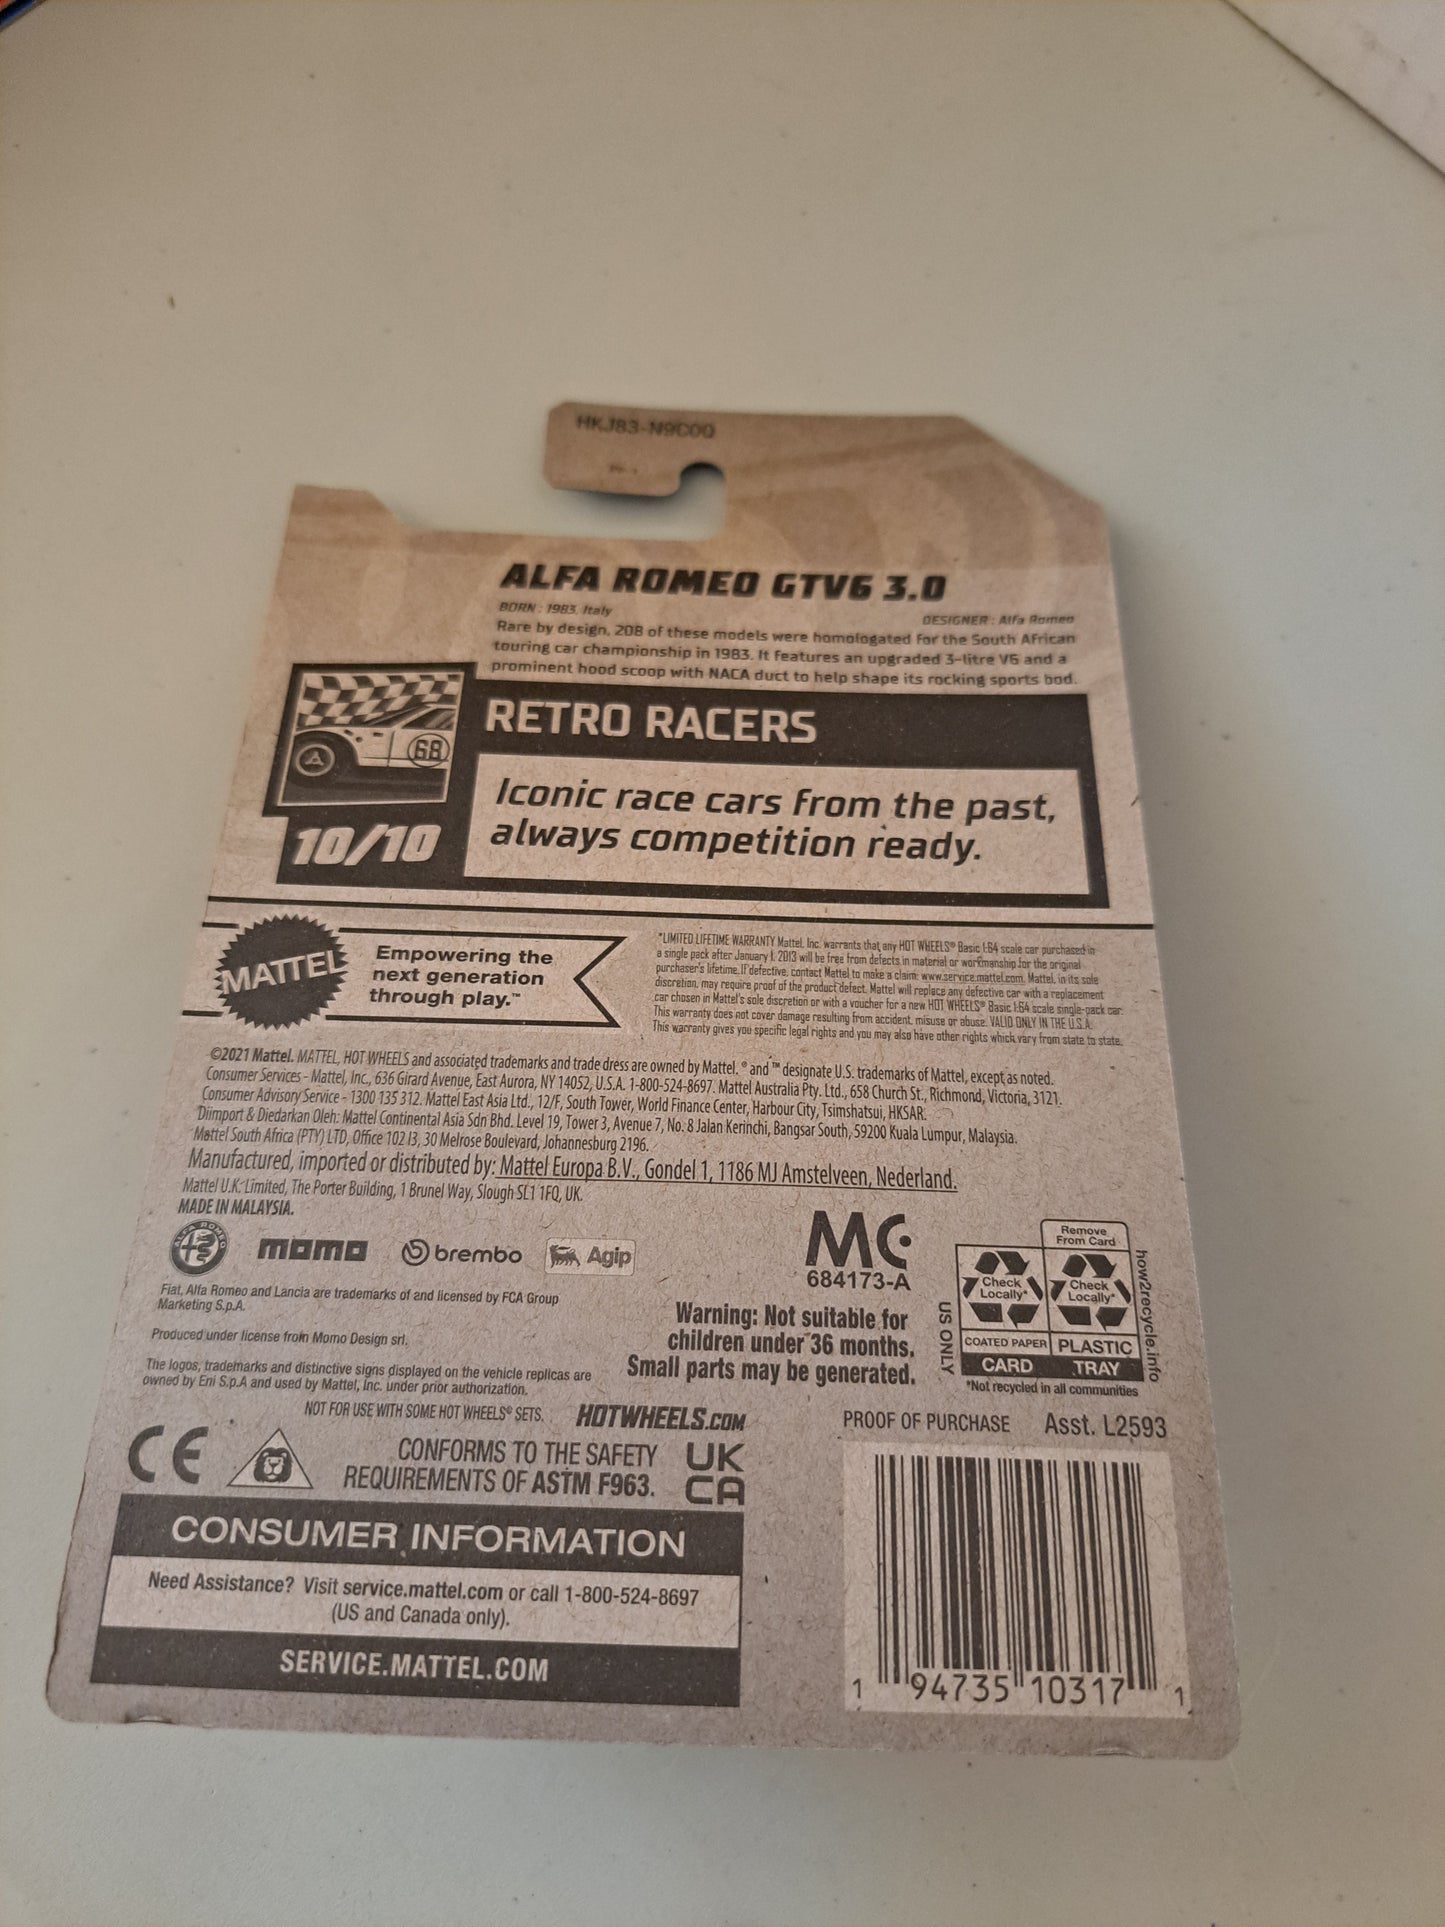 HKJ83-N9C0Q
ALFA ROMEO GTV6 3.0
BORN : 1983, Italy
DESIGNER : Alfa Romeo
Rare by design, 208 of these models were homologated for the South African
touring car championship in 1983. It features an upgraded 3-litre V6 and a
prominent hood scoop with NACA duct to help shape its rocking sports bod.
68
A
RETRO RACERS
10/10
Iconic race cars from the past,
always competition ready.
MATTEL
Empowering the
next generation
through play.™
*LIMITED LIFETIME WARRANTY Mattel, Inc. warrants that any HOT WHEELS® Basic 1:64 scale car purchased in
a single pack after January 1, 2013 will be free from defects in material or workmanship for the original
purchaser's lifetime. If defective, contact Mattel to make a claim: www.service.mattel.com. Mattel, in its sole
discretion, may require proof of the product defect. Mattel will replace any defective car with a replacement
car chosen in Mattel's sole discretion or with a voucher for a new HOT WHEELS® Basic 1:64 scale single-pack car.
This warranty does not cover damage resulting from accident, misuse or abuse. VALID ONLY IN THE U.S.A.
This warranty gives you specific legal rights and you may also have other rights which vary from state to state.
©2021 Mattel. MATTEL, HOT WHEELS and associated trademarks and trade dress are owned by Mattel. ® and ™ designate U.S. trademarks of Mattel, except as noted.
Consumer Services - Mattel, Inc., 636 Girard Avenue, East Aurora, NY 14052, U.S.A. 1-800-524-8697. Mattel Australia Pty. Ltd., 658 Church St., Richmond, Victoria, 3121.
Consumer Advisory Service - 1300 135 312. Mattel East Asia Ltd., 12/F, South Tower, World Finance Center, Harbour City, Tsimshatsui, HKSAR.
Diimport & Diedarkan Oleh: Mattel Continental Asia Sdn Bhd. Level 19, Tower 3, Avenue 7, No. 8 Jalan Kerinchi, Bangsar South, 59200 Kuala Lumpur, Malaysia.
Mattel South Africa (PTY) LTD, Office 102 I3, 30 Melrose Boulevard, Johannesburg 2196.
Manufactured, imported or distributed by: Mattel Europa B.V., Gondel 1, 1186 MJ Amstelveen, Nederland.
Mattel U.K. Limited, The Porter Building, 1 Brunel Way, Slough SL1 1FQ, UK.
MADE IN MALAYSIA.
ALFA ROMEO
momo
brembo
Agip
Fiat, Alfa Romeo and Lancia are trademarks of and licensed by FCA Group
Marketing S.p.A.
Produced under license from Momo Design srl.
The logos, trademarks and distinctive signs displayed on the vehicle replicas are
owned by Eni S.p.A and used by Mattel, Inc. under prior authorization.
MC
684173-A
Warning: Not suitable for
children under 36 months.
Small parts may be generated.
US ONLY
Remove
From Card
Check
Locally*
Check
Locally*
COATED PAPER
PLASTIC
CARD
TRAY
how2recycle.info
*Not recycled in all communities
NOT FOR USE WITH SOME HOT WHEELS® SETS.
HOTWHEELS.COM
PROOF OF PURCHASE
Asst. L2593
CE
CONFORMS TO THE SAFETY
REQUIREMENTS OF ASTM F963.
UK
CA
CONSUMER INFORMATION
Need Assistance? Visit service.mattel.com or call 1-800-524-8697
(US and Canada only).
SERVICE.MATTEL.COM
1 94735 10317 1